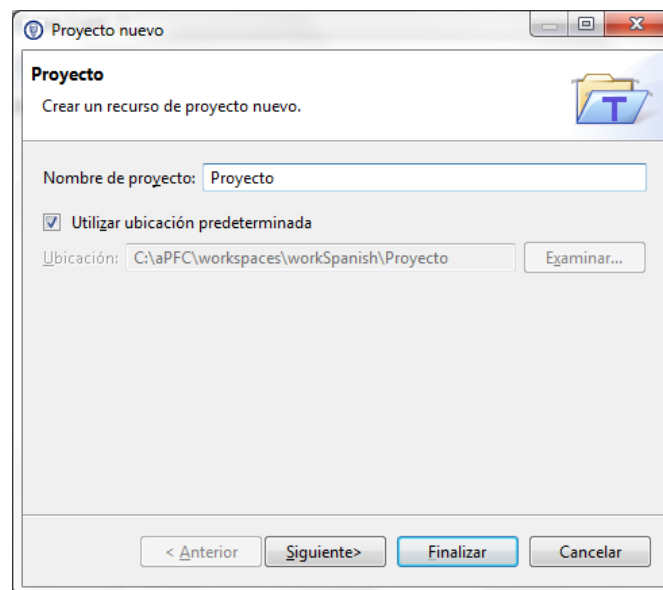 Proyecto nuevo
Proyecto
Crear un recurso de proyecto nuevo.
T
Nombre de proyecto: Proyecto
Utilizar ubicación predeterminada
Ubicación: C:\aPFC\workspaces\workSpanish\Proyecto Examinar...
< Anterior Siguiente> Finalizar Cancelar